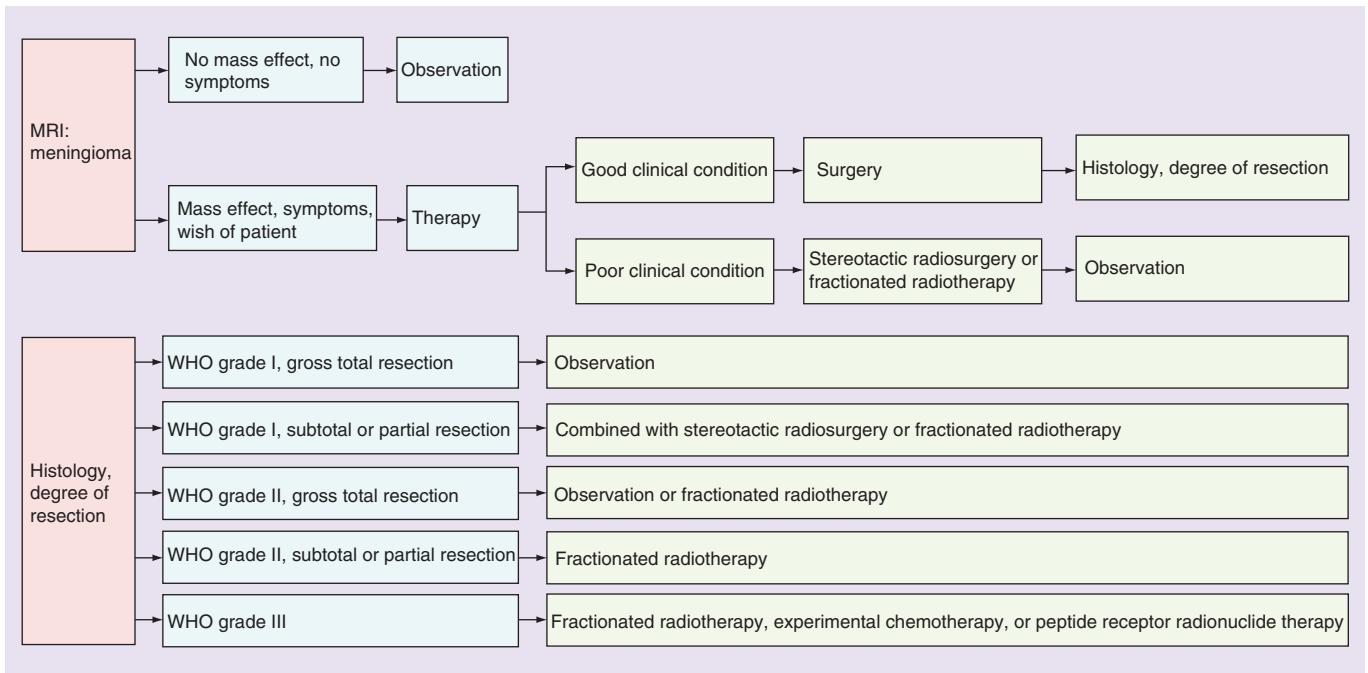 MRI:
meningioma
No mass effect, no
symptoms
Observation
Mass effect, symptoms,
wish of patient
Therapy
Good clinical condition
Surgery
Histology, degree of resection
Poor clinical condition
Stereotactic radiosurgery or
fractionated radiotherapy
Observation
Histology,
degree of
resection
WHO grade I, gross total resection
Observation
WHO grade I, subtotal or partial resection
Combined with stereotactic radiosurgery or fractionated radiotherapy
WHO grade II, gross total resection
Observation or fractionated radiotherapy
WHO grade II, subtotal or partial resection
Fractionated radiotherapy
WHO grade III
Fractionated radiotherapy, experimental chemotherapy, or peptide receptor radionuclide therapy